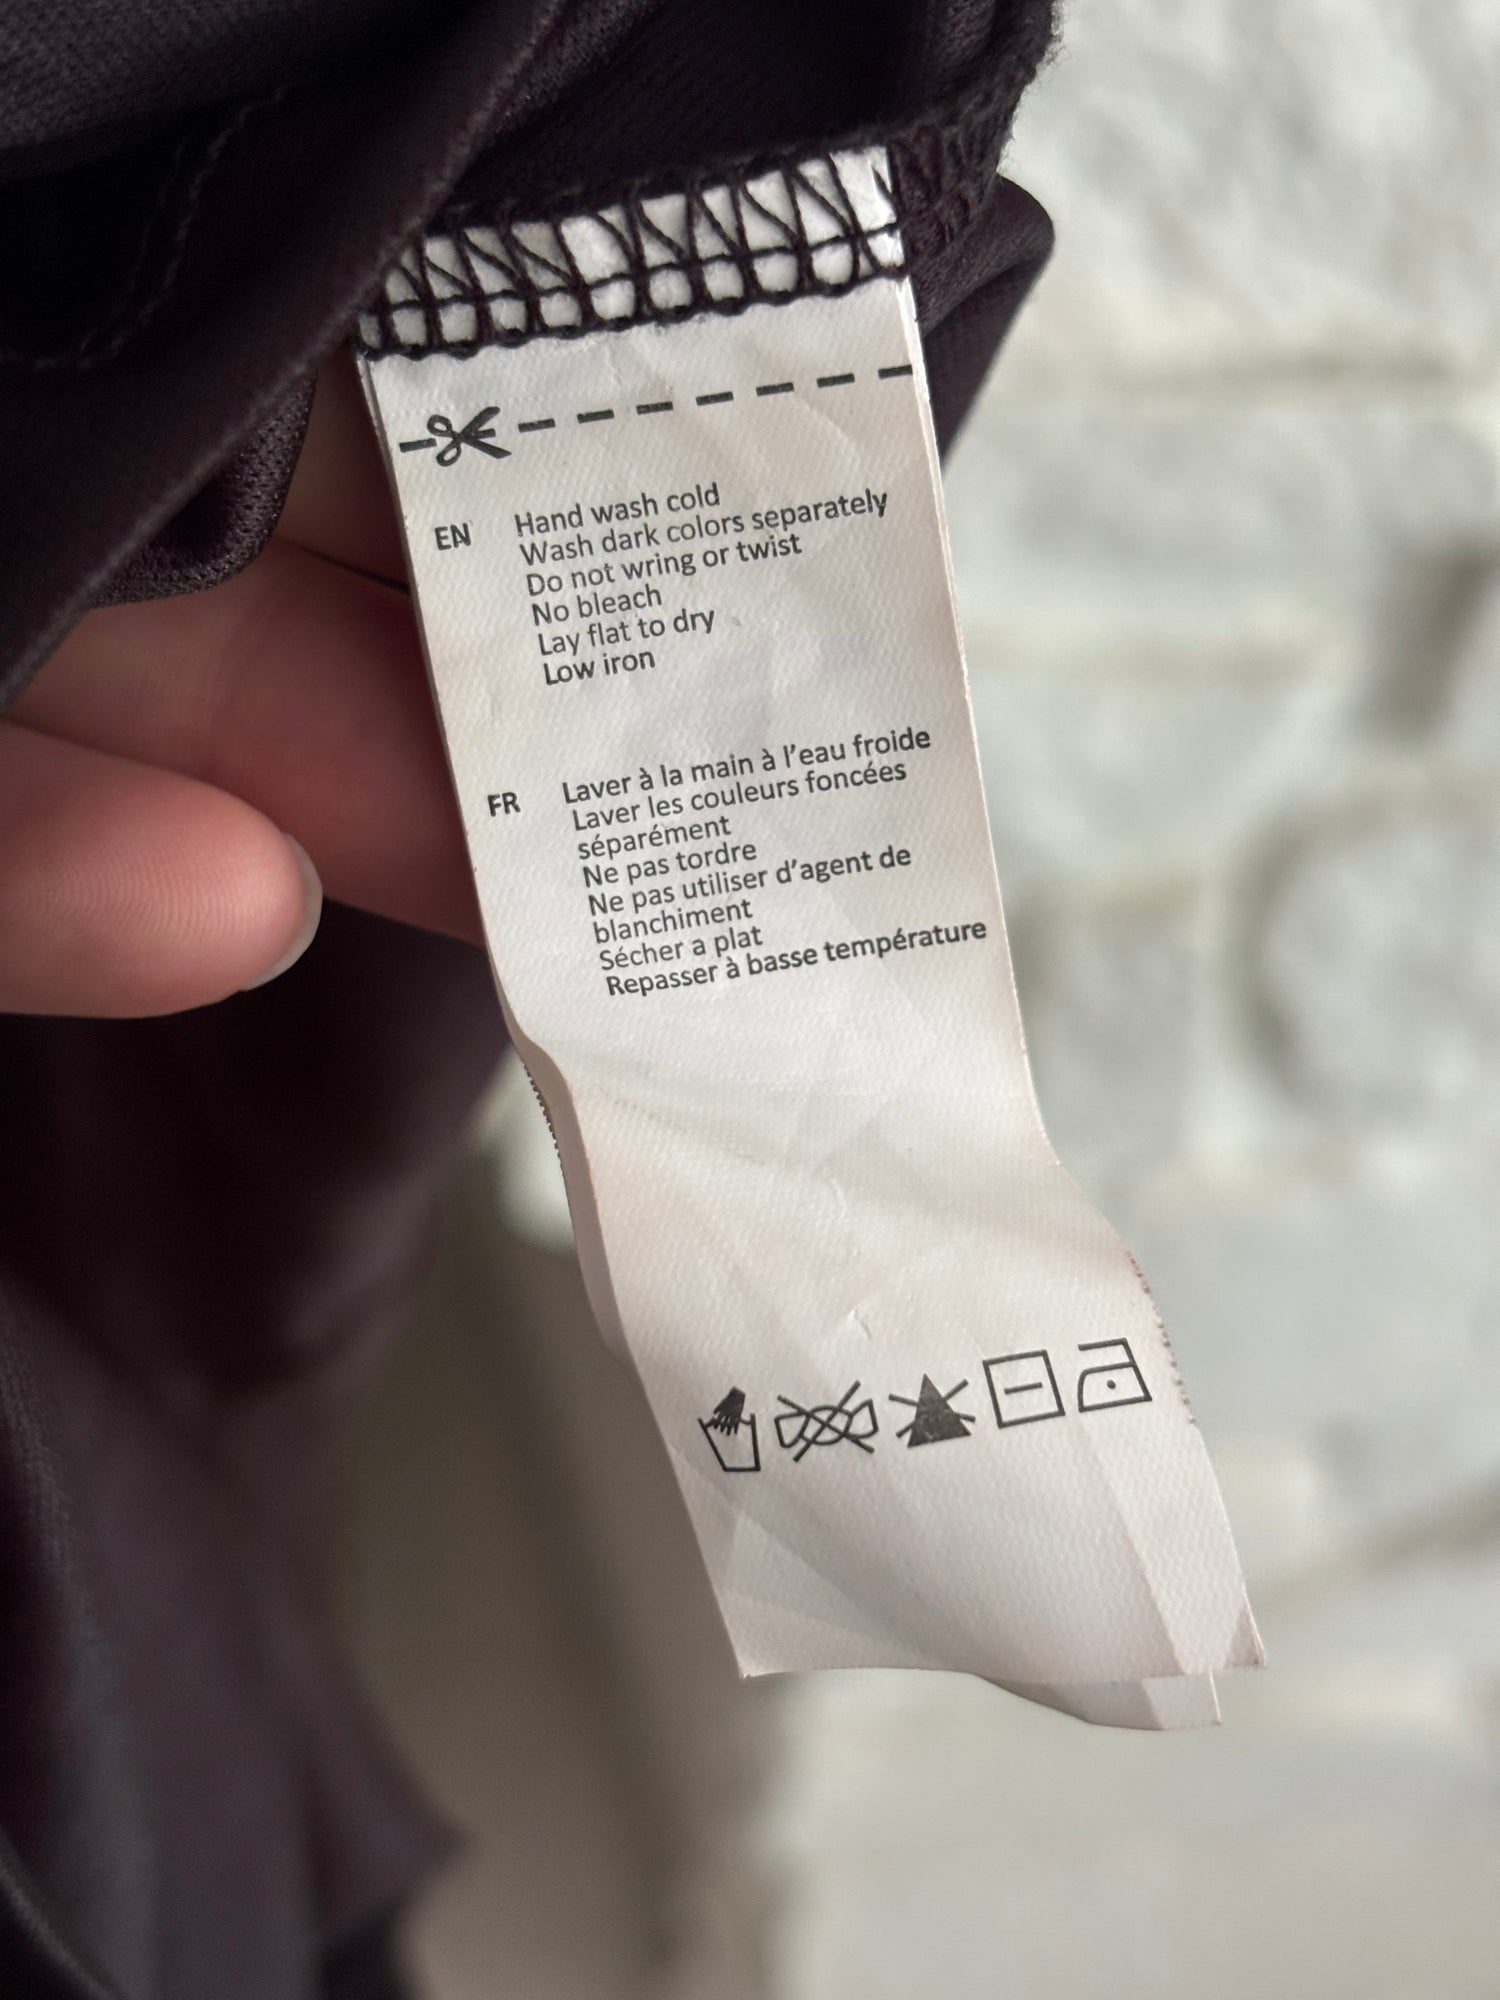 EN Hand wash cold
Wash dark colors separately
Do not wring or twist
No bleach
Lay flat to dry
Low iron
FR Laver à la main à l'eau froide
Laver les couleurs foncées
séparément
Ne pas tordre
Ne pas utiliser d'agent de
blanchiment
Sécher a plat
Repasser à basse température